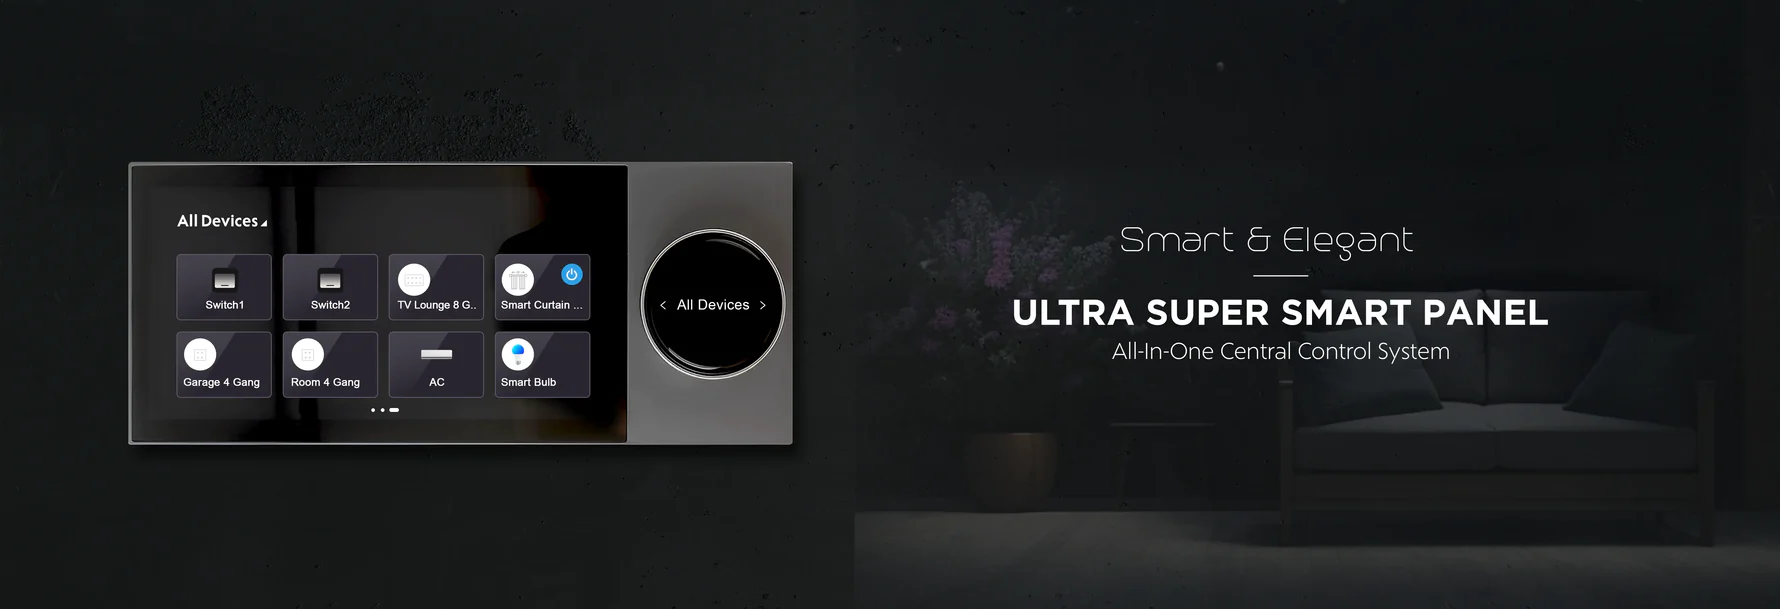 All Devices
Switch1
Switch2
TV Lounge 8 G..
Smart Curtain ...
Garage 4 Gang
Room 4 Gang
AC
Smart Bulb
< All Devices >
Smart & Elegant
ULTRA SUPER SMART PANEL
All-In-One Central Control System